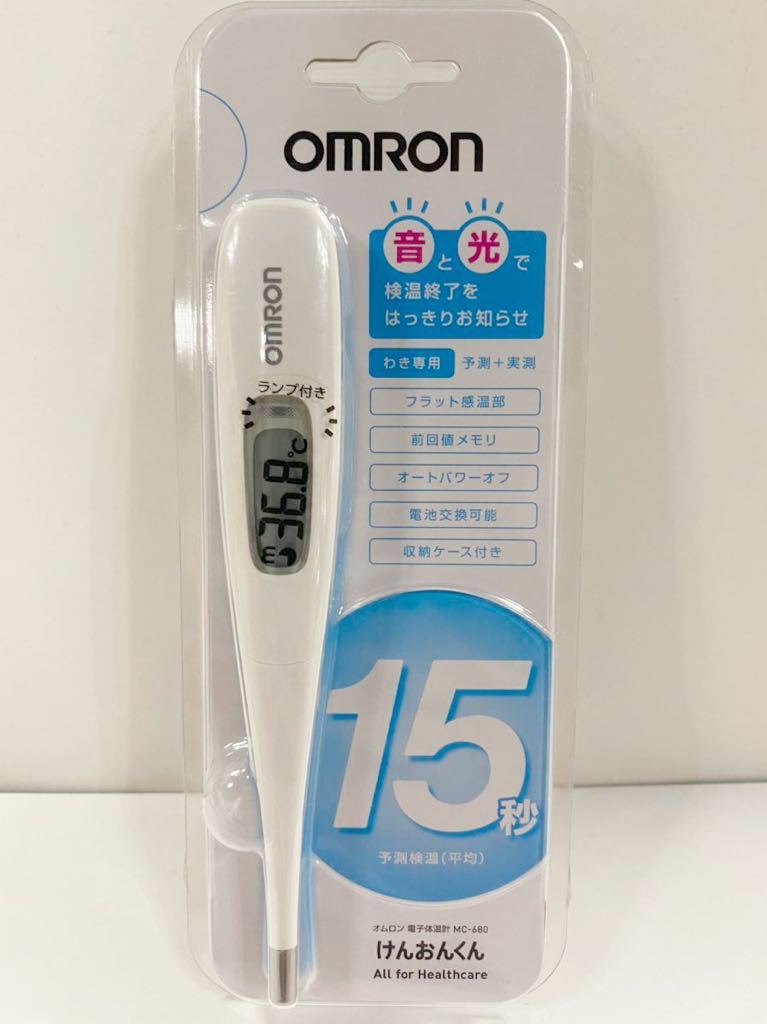 OMRON
音と光で
検温終了を
はっきりお知らせ
わき専用 予測+実測
フラット感温部
前回値メモリ
オートパワーオフ
電池交換可能
収納ケース付き
OMRON
ランプ付き
36.8℃
m
15秒
予測検温(平均)
オムロン 電子体温計 MC-680
けんおんくん
All for Healthcare